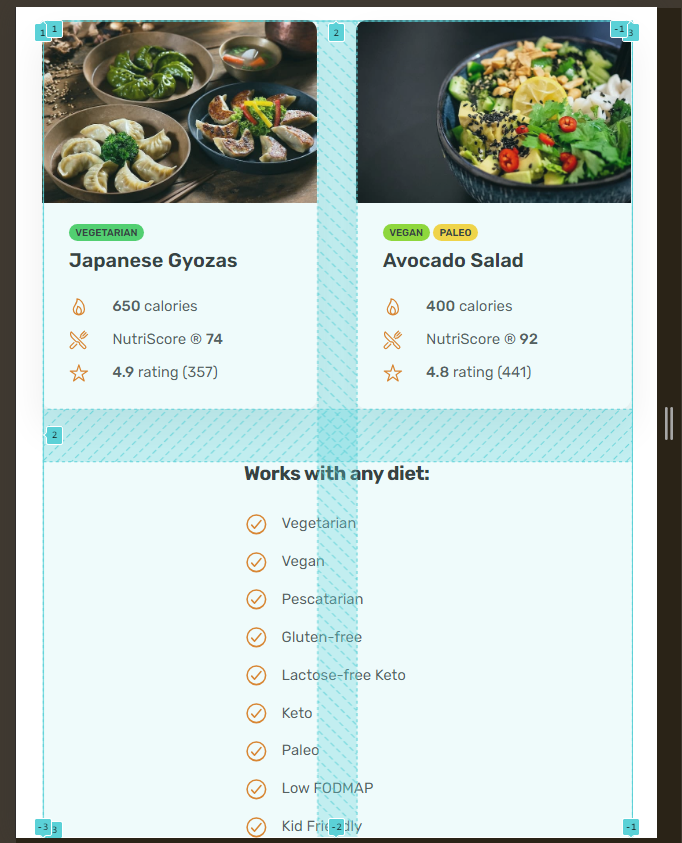 1 1 2 -1 3
VEGETARIAN
Japanese Gyozas
650 calories
NutriScore ® 74
4.9 rating (357)
VEGAN PALEO
Avocado Salad
400 calories
NutriScore ® 92
4.8 rating (441)
2
Works with any diet:
Vegetarian
Vegan
Pescatarian
Gluten-free
Lactose-free Keto
Keto
Paleo
Low FODMAP
Kid Friendly
-3 3 -2 -1